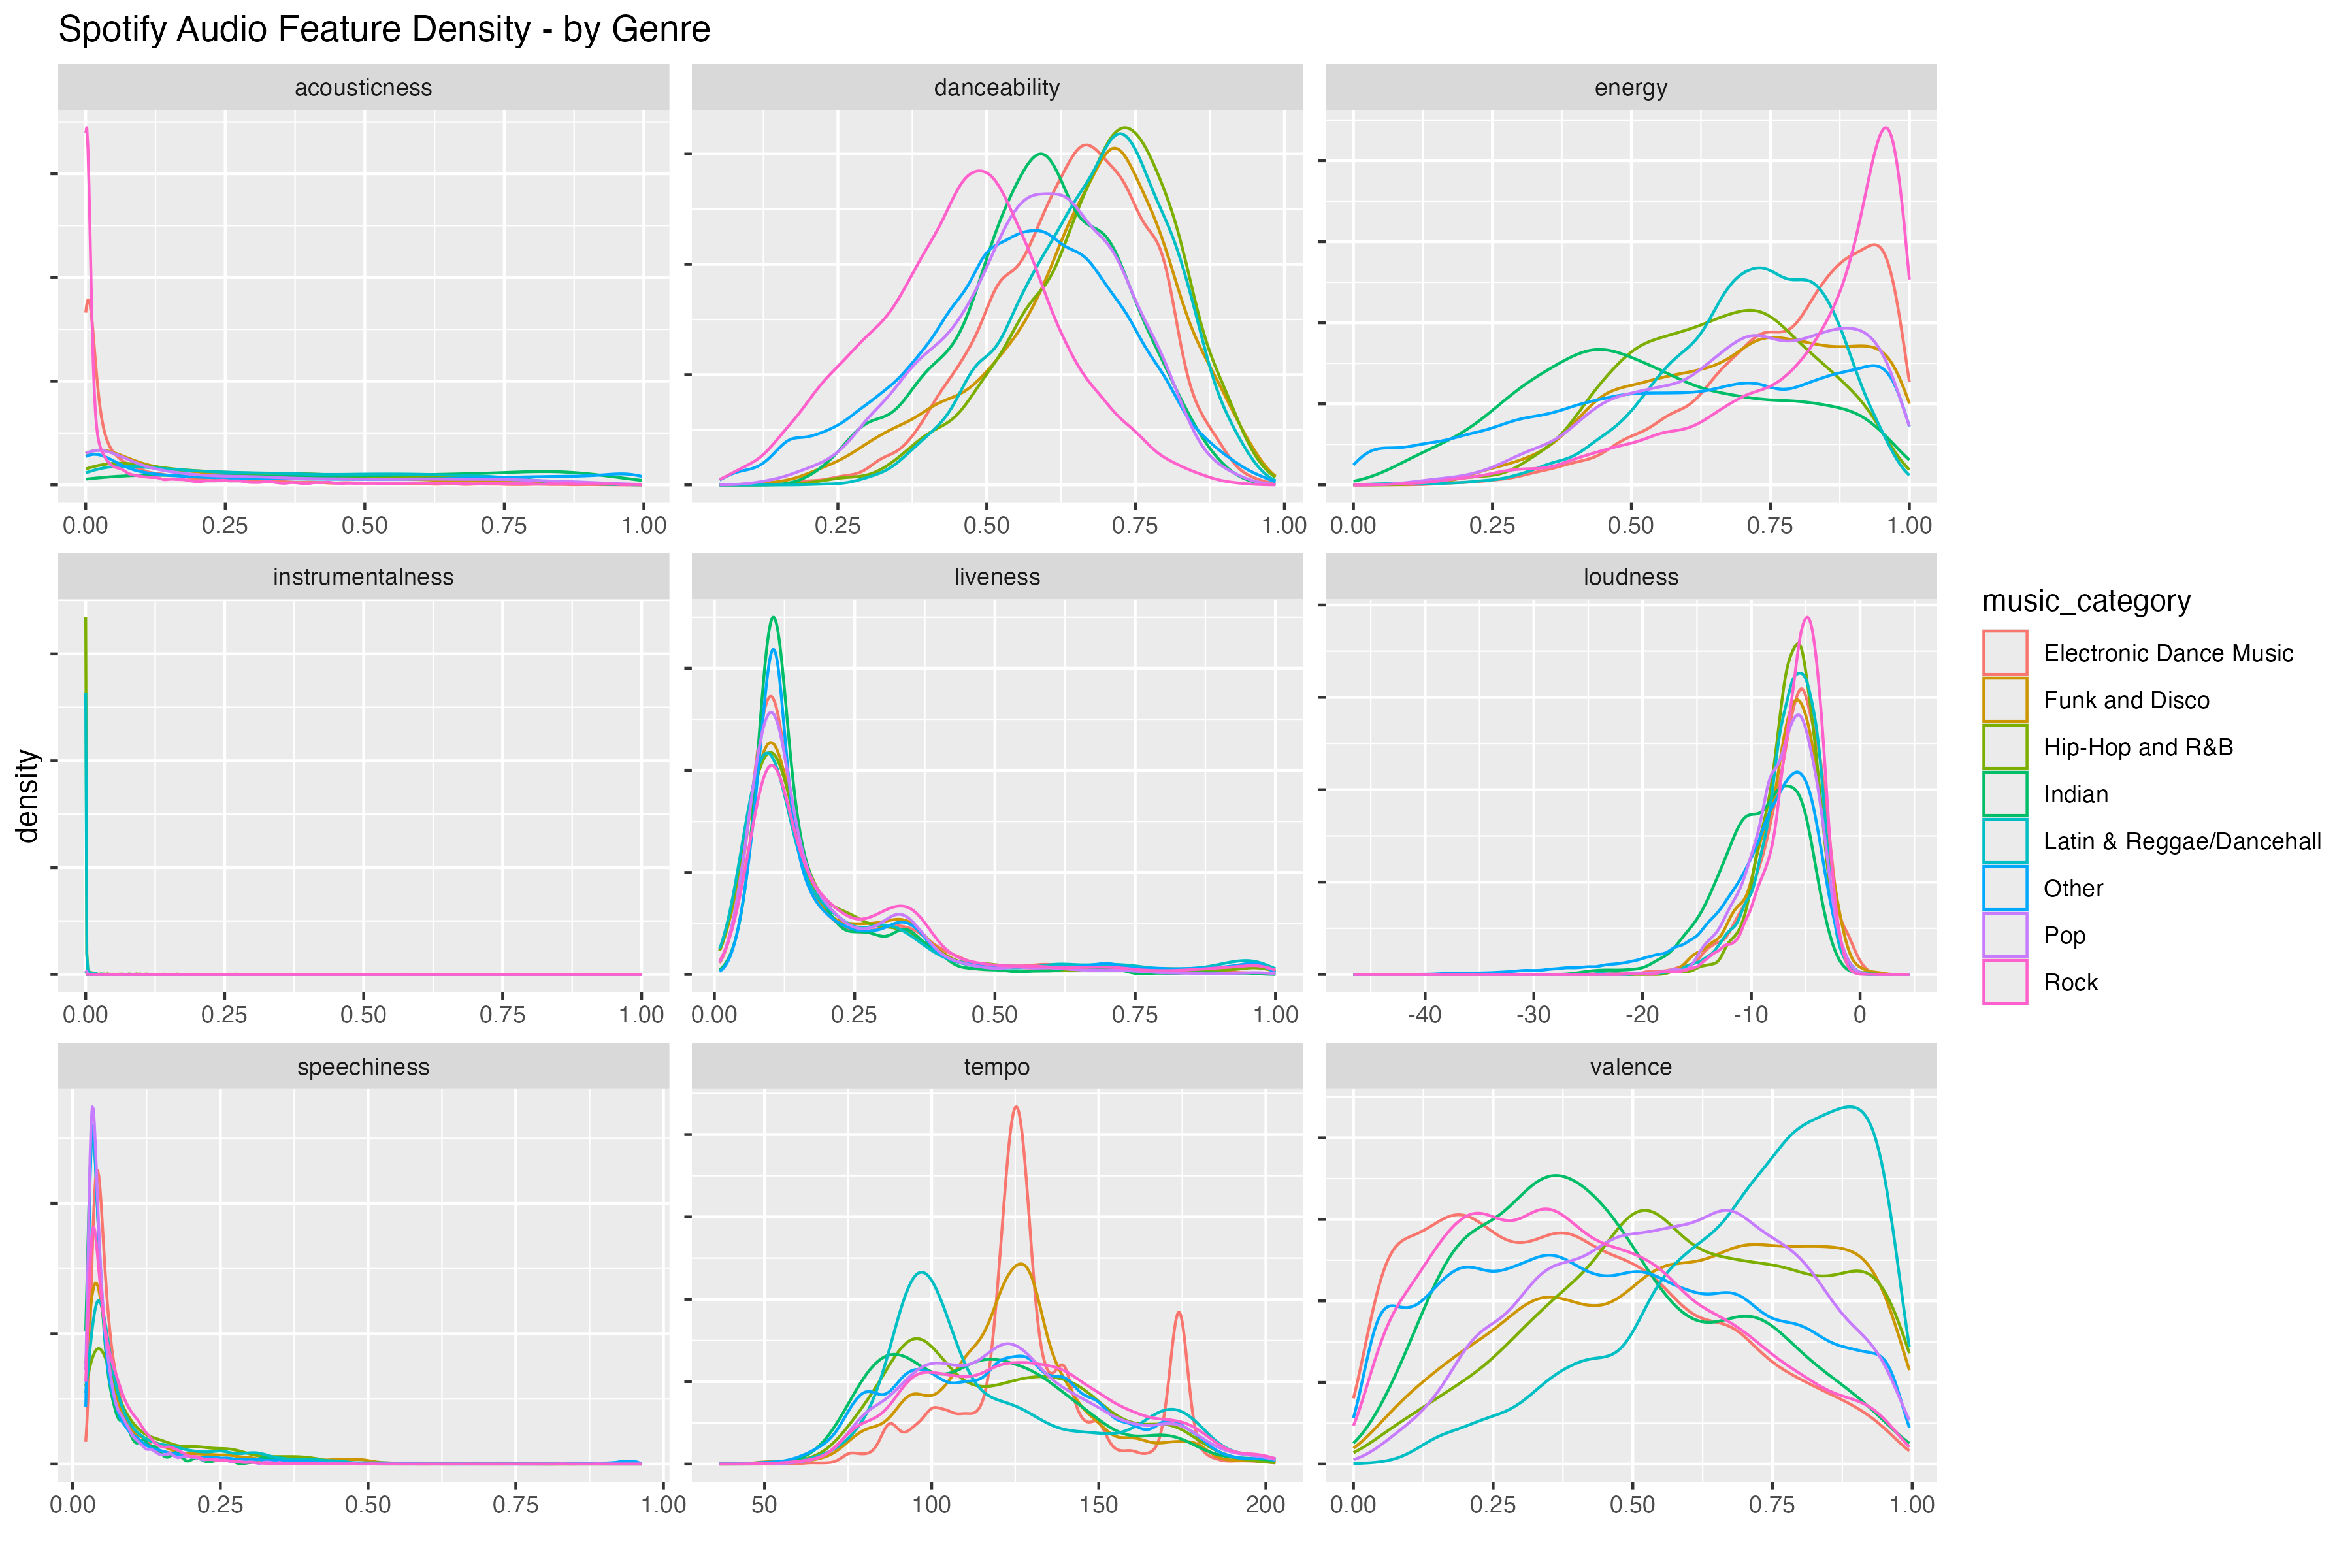 Spotify Audio Feature Density - by Genre
acousticness
danceability
energy
0.00 0.25 0.50 0.75 1.00
0.25 0.50 0.75 1.00
0.00 0.25 0.50 0.75 1.00
instrumentalness
liveness
loudness
0.00 0.25 0.50 0.75 1.00
0.00 0.25 0.50 0.75 1.00
-40 -30 -20 -10 0
speechiness
tempo
valence
0.00 0.25 0.50 0.75 1.00
50 100 150 200
0.00 0.25 0.50 0.75 1.00
density
music_category
Electronic Dance Music
Funk and Disco
Hip-Hop and R&B
Indian
Latin & Reggae/Dancehall
Other
Pop
Rock